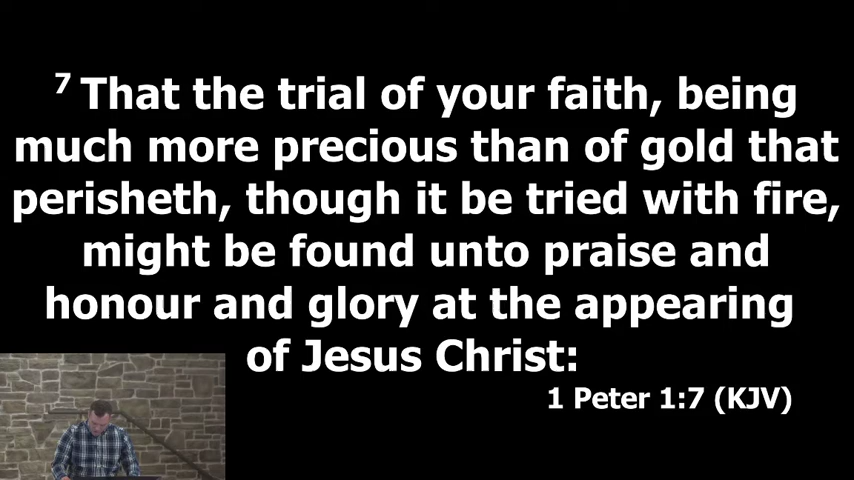 7 That the trial of your faith, being
much more precious than of gold that
perisheth, though it be tried with fire,
might be found unto praise and
honour and glory at the appearing
of Jesus Christ:
1 Peter 1:7 (KJV)